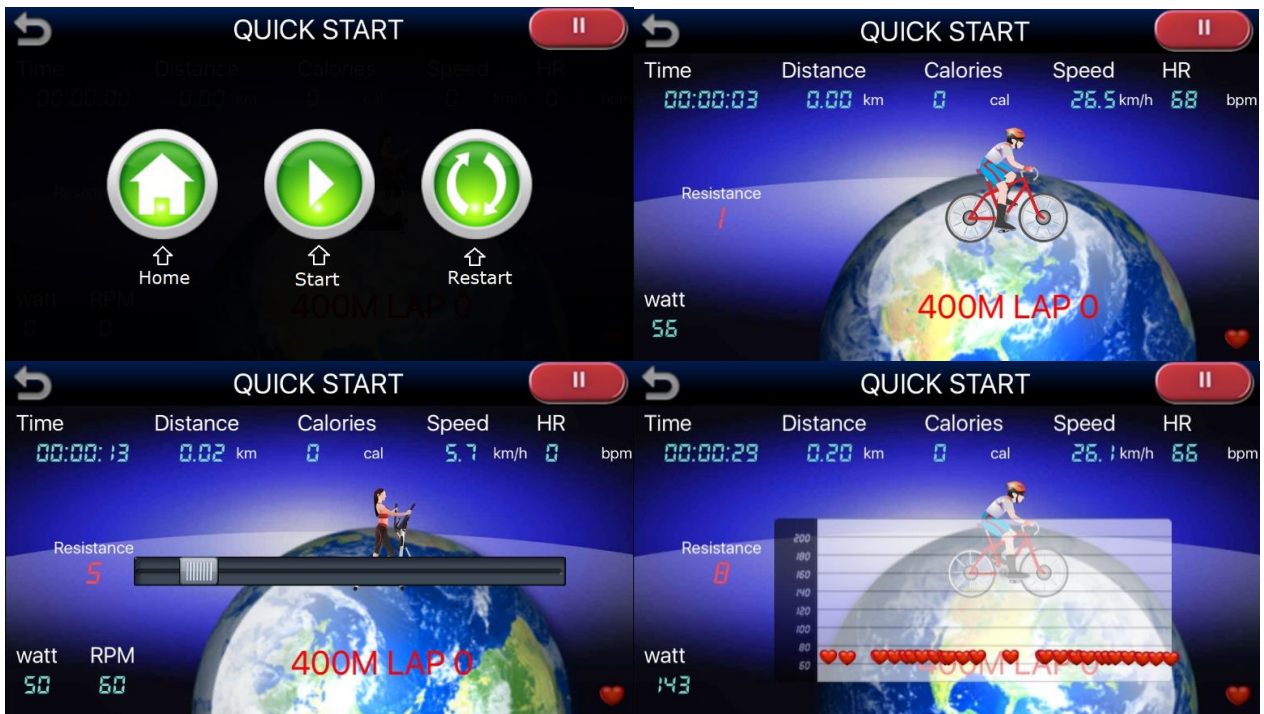 QUICK START
Time Distance Calories Speed HR
00:00:00 0.00 km 0 cal 0 km/h 0 bpm
Home Start Restart
watt RPM
400M LAP 0
0 0
QUICK START
Time Distance Calories Speed HR
00:00:03 0.00 km 0 cal 26.5 km/h 68 bpm
Resistance
1
watt
400M LAP 0
56
QUICK START
Time Distance Calories Speed HR
00:00:13 0.02 km 0 cal 5.7 km/h 0 bpm
Resistance
5
watt RPM
400M LAP 0
50 60
QUICK START
Time Distance Calories Speed HR
00:00:29 0.20 km 0 cal 26.1 km/h 66 bpm
200
Resistance
180
8
160
140
120
100
80
60
watt
400M LAP 0
143